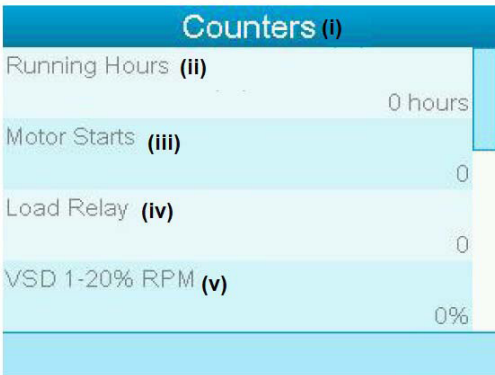 Counters (i)
Running Hours (ii)
0 hours
Motor Starts (iii)
0
Load Relay (iv)
0
VSD 1-20% RPM (v)
0%